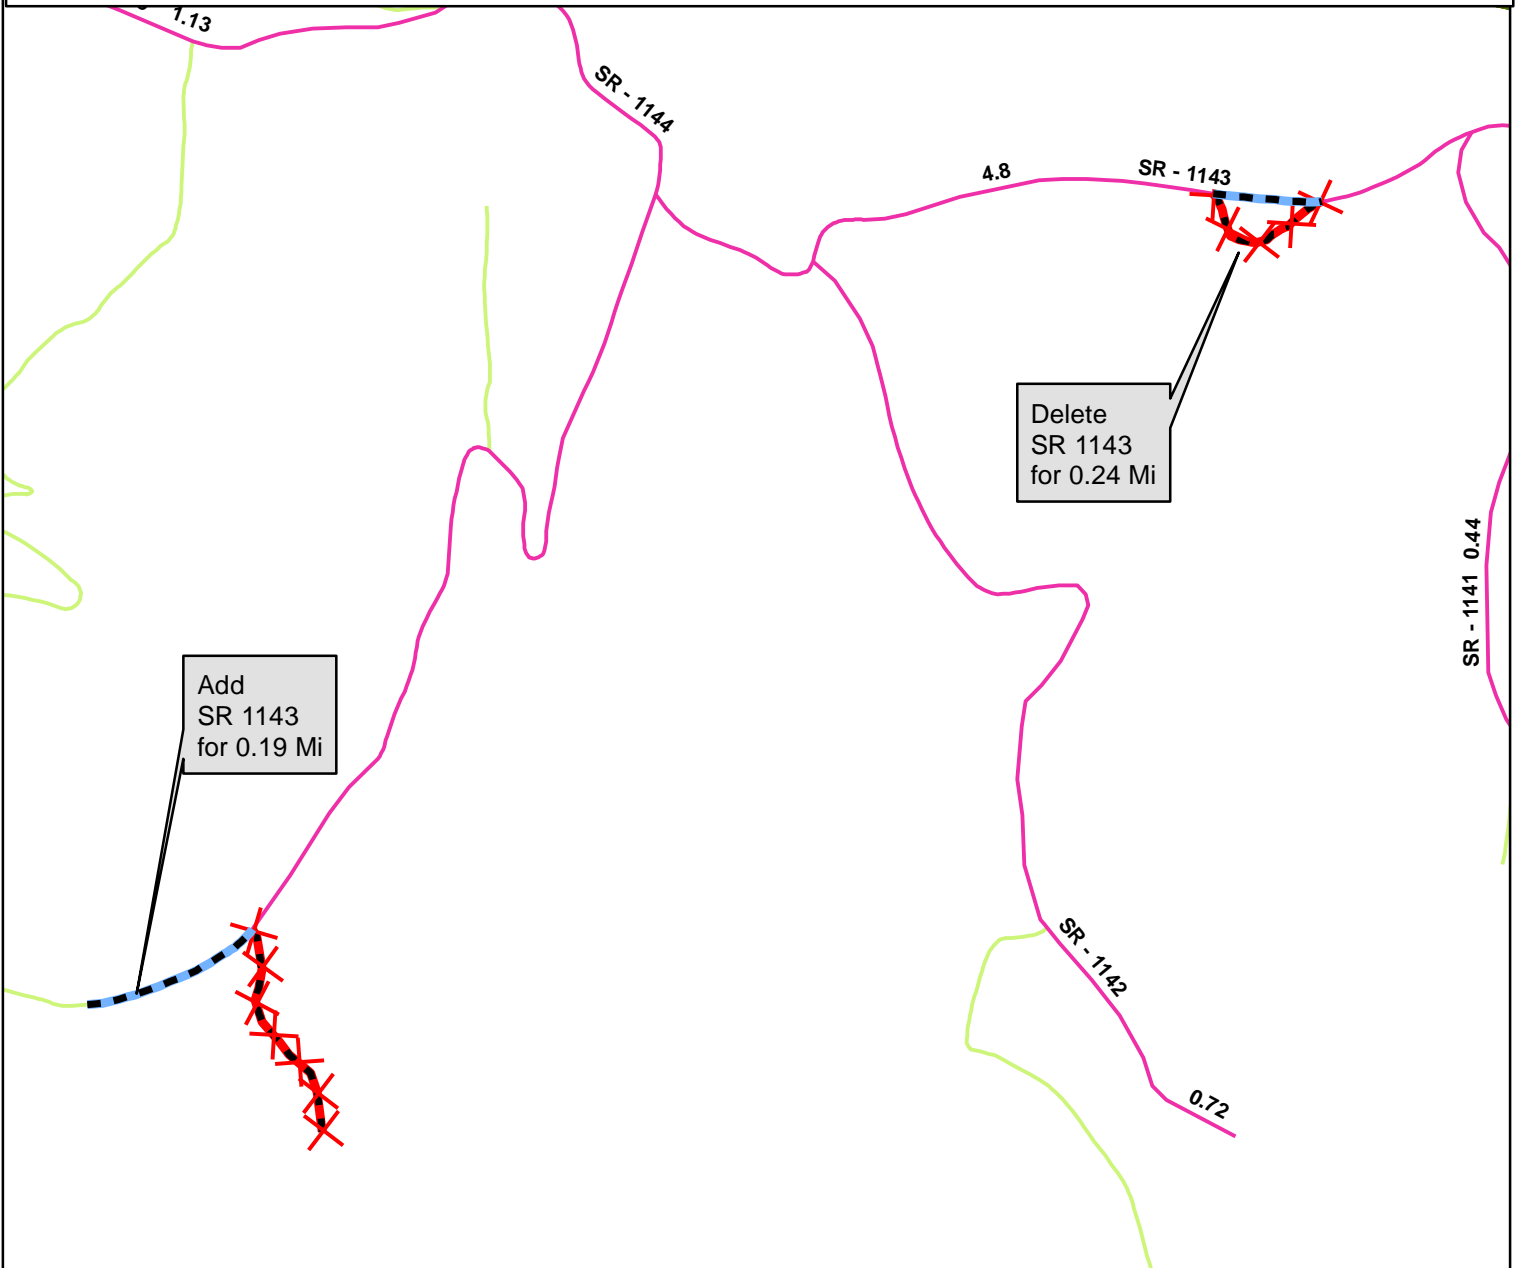 1.13
SR - 1144
4.8
SR - 1143
Delete
SR 1143
for 0.24 Mi
SR - 1141 0.44
Add
SR 1143
for 0.19 Mi
SR - 1142
0.72